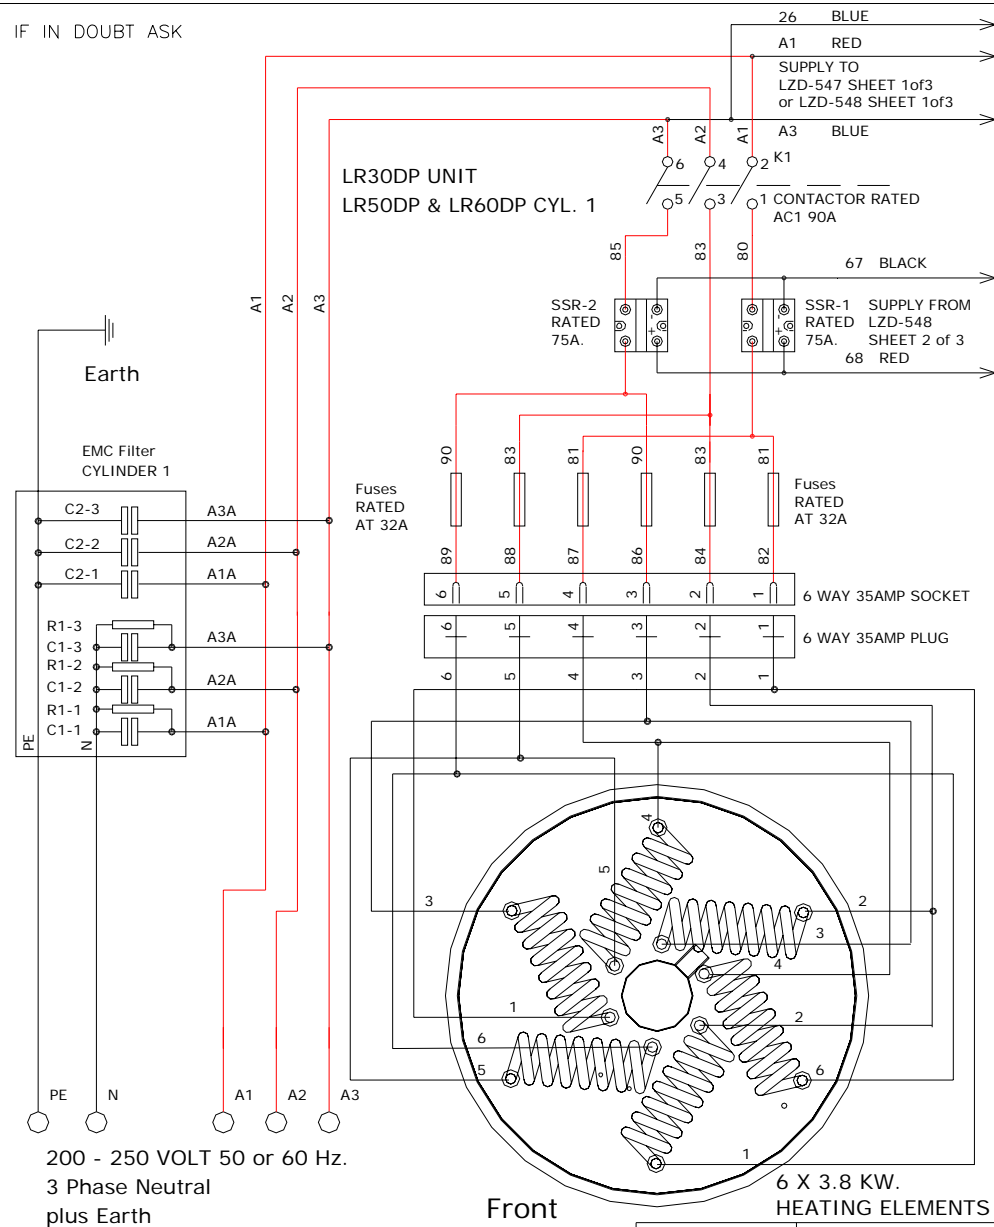 IF IN DOUBT ASK
26 BLUE
A1 RED
SUPPLY TO
LZD-547 SHEET 1of3
or LZD-548 SHEET 1of3
A3 BLUE
A3
A2
A1
6
4
2
K1
LR30DP UNIT
LR50DP & LR60DP CYL. 1
5
3
1
CONTACTOR RATED
AC1 90A
85
83
80
67 BLACK
A1
A2
A3
SSR-2
RATED
75A.
-
+
-
+
SSR-1
RATED
75A.
SUPPLY FROM
LZD-548
SHEET 2 of 3
68 RED
Earth
EMC Filter
CYLINDER 1
90
83
81
90
83
81
Fuses
RATED
AT 32A
Fuses
RATED
AT 32A
C2-3
A3A
C2-2
A2A
C2-1
A1A
89
88
87
86
84
82
6
5
4
3
2
1
6 WAY 35AMP SOCKET
R1-3
C1-3
A3A
R1-2
C1-2
A2A
R1-1
C1-1
A1A
PE
N
6
5
4
3
2
1
6 WAY 35AMP PLUG
6
5
4
3
2
1
4
5
3
2
3
4
1
2
6
5
6
1
PE
N
A1
A2
A3
200 - 250 VOLT 50 or 60 Hz.
3 Phase Neutral
plus Earth
Front
6 X 3.8 KW.
HEATING ELEMENTS